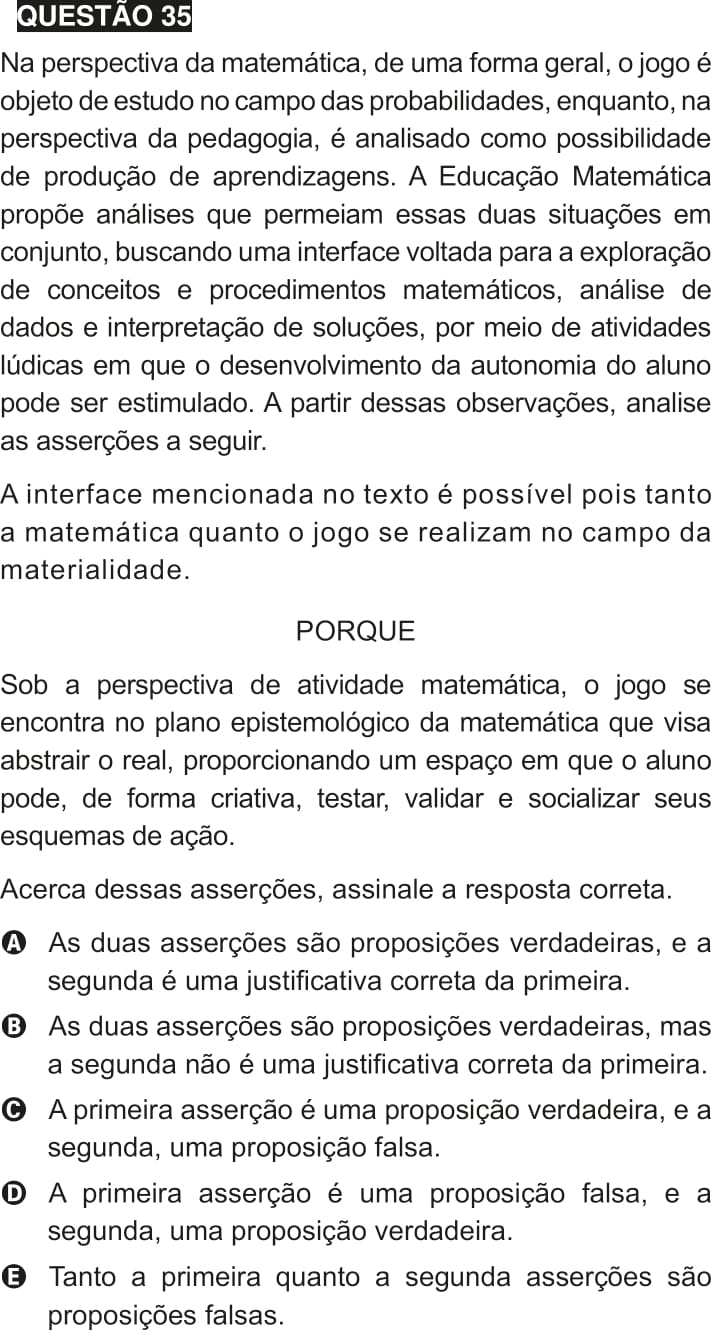 QUESTÃO 35
Na perspectiva da matemática, de uma forma geral, o jogo é
objeto de estudo no campo das probabilidades, enquanto, na
perspectiva da pedagogia, é analisado como possibilidade
de produção de aprendizagens. A Educação Matemática
propõe análises que permeiam essas duas situações em
conjunto, buscando uma interface voltada para a exploração
de conceitos e procedimentos matemáticos, análise de
dados e interpretação de soluções, por meio de atividades
lúdicas em que o desenvolvimento da autonomia do aluno
pode ser estimulado. A partir dessas observações, analise
as asserções a seguir.
A interface mencionada no texto é possível pois tanto
a matemática quanto o jogo se realizam no campo da
materialidade.
PORQUE
Sob a perspectiva de atividade matemática, o jogo se
encontra no plano epistemológico da matemática que visa
abstrair o real, proporcionando um espaço em que o aluno
pode, de forma criativa, testar, validar e socializar seus
esquemas de ação.
Acerca dessas asserções, assinale a resposta correta.
A As duas asserções são proposições verdadeiras, e a
segunda é uma justificativa correta da primeira.
B As duas asserções são proposições verdadeiras, mas
a segunda não é uma justificativa correta da primeira.
C A primeira asserção é uma proposição verdadeira, e a
segunda, uma proposição falsa.
D A primeira asserção é uma proposição falsa, e a
segunda, uma proposição verdadeira.
E Tanto a primeira quanto a segunda asserções são
proposições falsas.